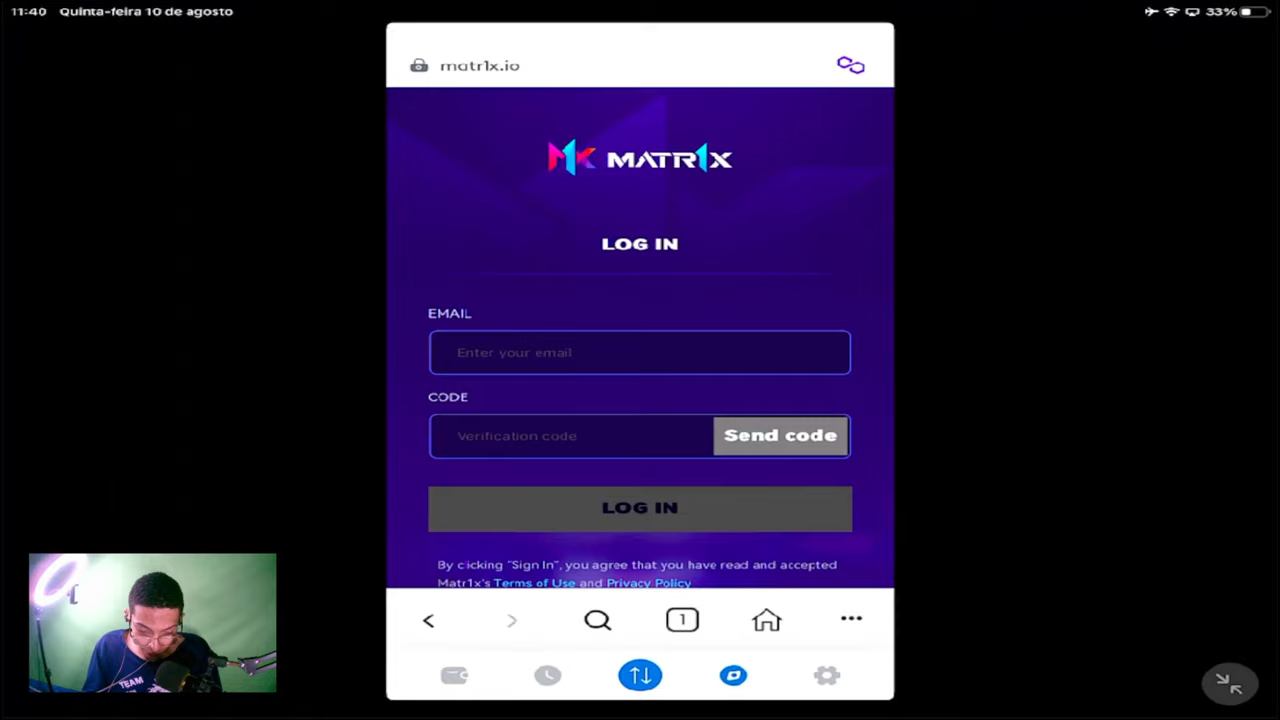 11:40 Quinta-feira 10 de agosto
33%
matr1x.io
MATR1X
LOG IN
EMAIL
Enter your email
CODE
Verification code
Send code
LOG IN
By clicking "Sign In", you agree that you have read and accepted
Matr1x's Terms of Use and Privacy Policy
1
TEAM